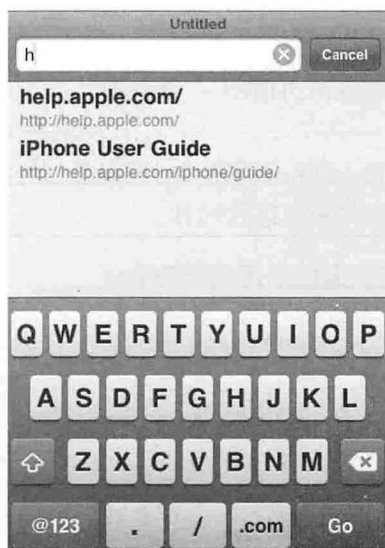 Untitled
h Cancel
help.apple.com/
http://help.apple.com/
iPhone User Guide
http://help.apple.com/iphone/guide/
Q W E R T Y U I O P
A S D F G H J K L
Z X C V B N M
@123 . / .com Go